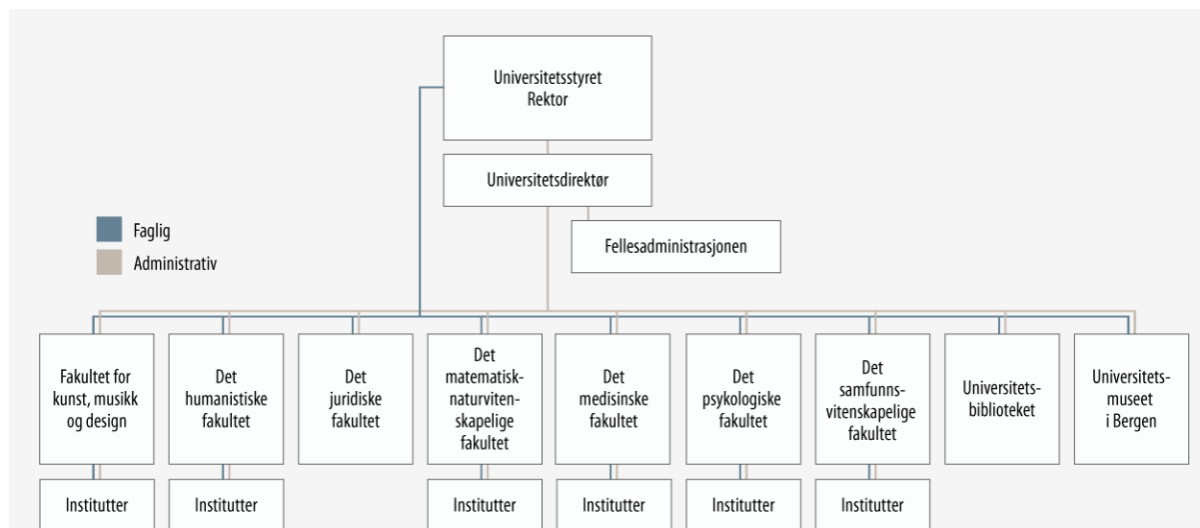 Universitetsstyret
Rektor
Universitetsdirektør
Fellesadministrasjonen
Faglig
Administrativ
Fakultet for
kunst, musikk
og design
Det
humanistiske
fakultet
Det
juridiske
fakultet
Det
matematisk-
naturviten-
skapelige
fakultet
Det
medisinske
fakultet
Det
psykologiske
fakultet
Det
samfunns-
vitenskapelige
fakultet
Universitets-
biblioteket
Universitets-
museet
i Bergen
Institutter
Institutter
Institutter
Institutter
Institutter
Institutter